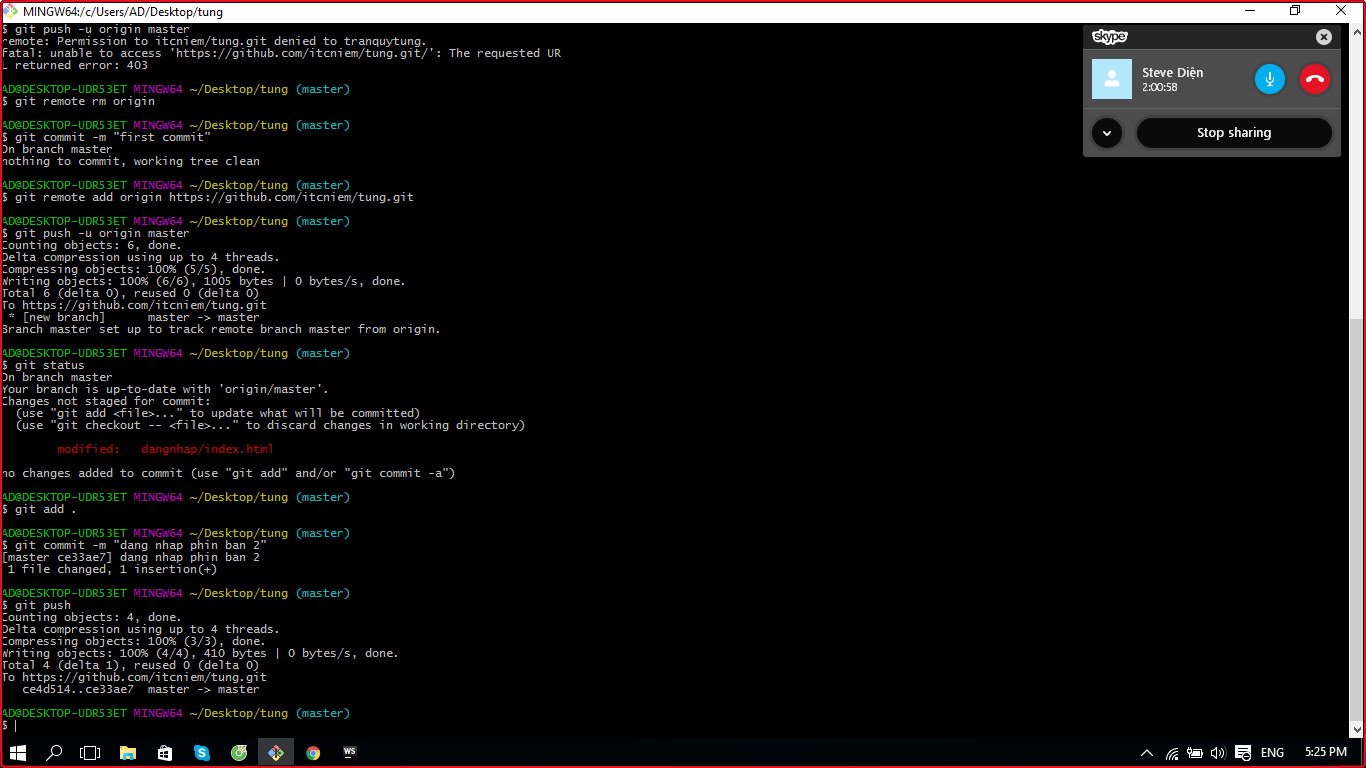 MINGW64:/c/Users/AD/Desktop/tung
$ git push -u origin master
remote: Permission to itcniem/tung.git denied to tranquytung.
fatal: unable to access 'https://github.com/itcniem/tung.git/': The requested UR
L returned error: 403
AD@DESKTOP-UDR53ET MINGW64 ~/Desktop/tung (master)
$ git remote rm origin
AD@DESKTOP-UDR53ET MINGW64 ~/Desktop/tung (master)
$ git commit -m "first commit"
On branch master
nothing to commit, working tree clean
AD@DESKTOP-UDR53ET MINGW64 ~/Desktop/tung (master)
$ git remote add origin https://github.com/itcniem/tung.git
AD@DESKTOP-UDR53ET MINGW64 ~/Desktop/tung (master)
$ git push -u origin master
Counting objects: 6, done.
Delta compression using up to 4 threads.
Compressing objects: 100% (5/5), done.
Writing objects: 100% (6/6), 1005 bytes | 0 bytes/s, done.
Total 6 (delta 0), reused 0 (delta 0)
To https://github.com/itcniem/tung.git
 * [new branch]      master -> master
Branch master set up to track remote branch master from origin.
AD@DESKTOP-UDR53ET MINGW64 ~/Desktop/tung (master)
$ git status
On branch master
Your branch is up-to-date with 'origin/master'.
Changes not staged for commit:
  (use "git add <file>..." to update what will be committed)
  (use "git checkout -- <file>..." to discard changes in working directory)
        modified:   dangnhap/index.html
no changes added to commit (use "git add" and/or "git commit -a")
AD@DESKTOP-UDR53ET MINGW64 ~/Desktop/tung (master)
$ git add .
AD@DESKTOP-UDR53ET MINGW64 ~/Desktop/tung (master)
$ git commit -m "dang nhap phin ban 2"
[master ce33ae7] dang nhap phin ban 2
 1 file changed, 1 insertion(+)
AD@DESKTOP-UDR53ET MINGW64 ~/Desktop/tung (master)
$ git push
Counting objects: 4, done.
Delta compression using up to 4 threads.
Compressing objects: 100% (3/3), done.
Writing objects: 100% (4/4), 410 bytes | 0 bytes/s, done.
Total 4 (delta 1), reused 0 (delta 0)
To https://github.com/itcniem/tung.git
   ce4d514..ce33ae7  master -> master
AD@DESKTOP-UDR53ET MINGW64 ~/Desktop/tung (master)
$
skype
Steve Diện
2:00:58
Stop sharing
WS
ENG
5:25 PM